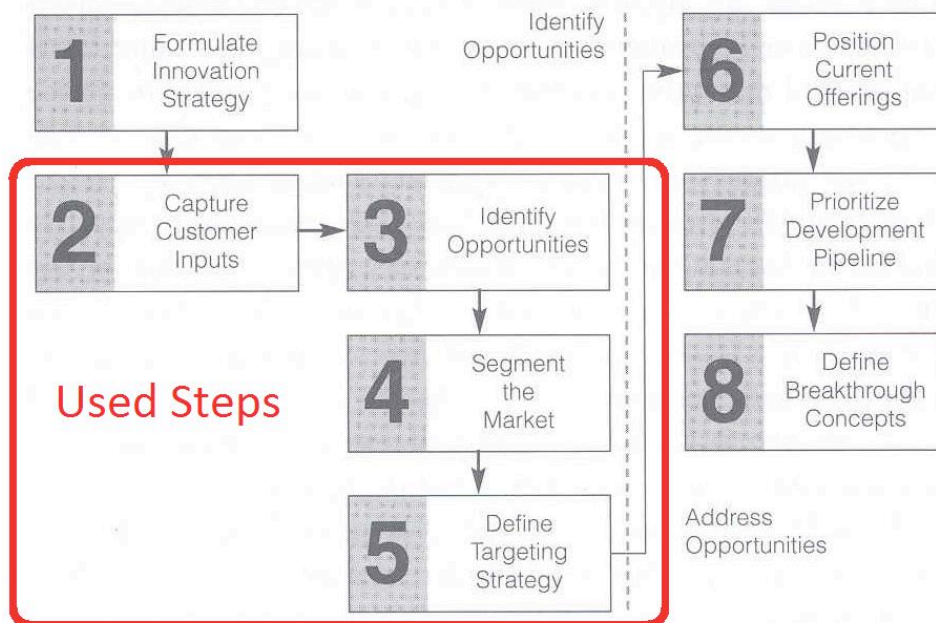 1
Formulate
Innovation
Strategy
2
Capture
Customer
Inputs
3
Identify
Opportunities
4
Segment
the
Market
5
Define
Targeting
Strategy
Used Steps
Identify
Opportunities
6
Position
Current
Offerings
7
Prioritize
Development
Pipeline
8
Define
Breakthrough
Concepts
Address
Opportunities